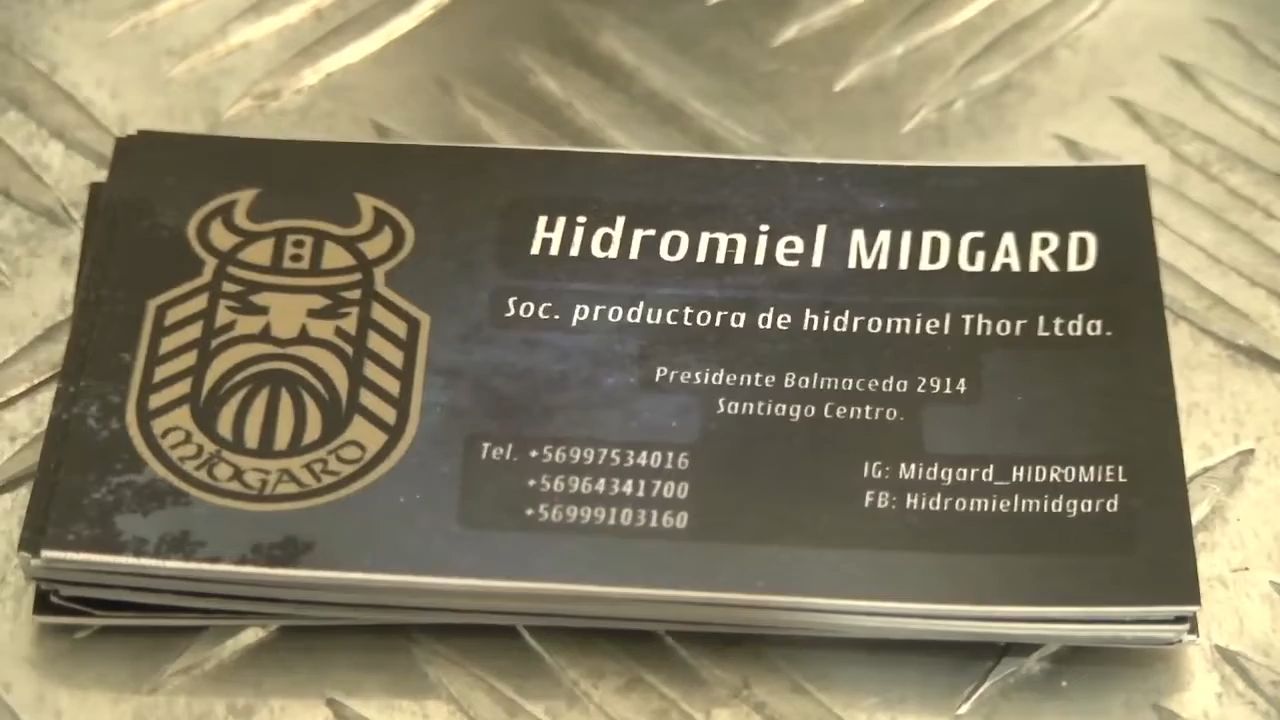 MIDGARD
Hidromiel MIDGARD
Soc. productora de hidromiel Thor Ltda.
Presidente Balmaceda 2914
Santiago Centro.
Tel. +56997534016
+56964341700
+56999103160
IG: Midgard_HIDROMIEL
FB: Hidromielmidgard